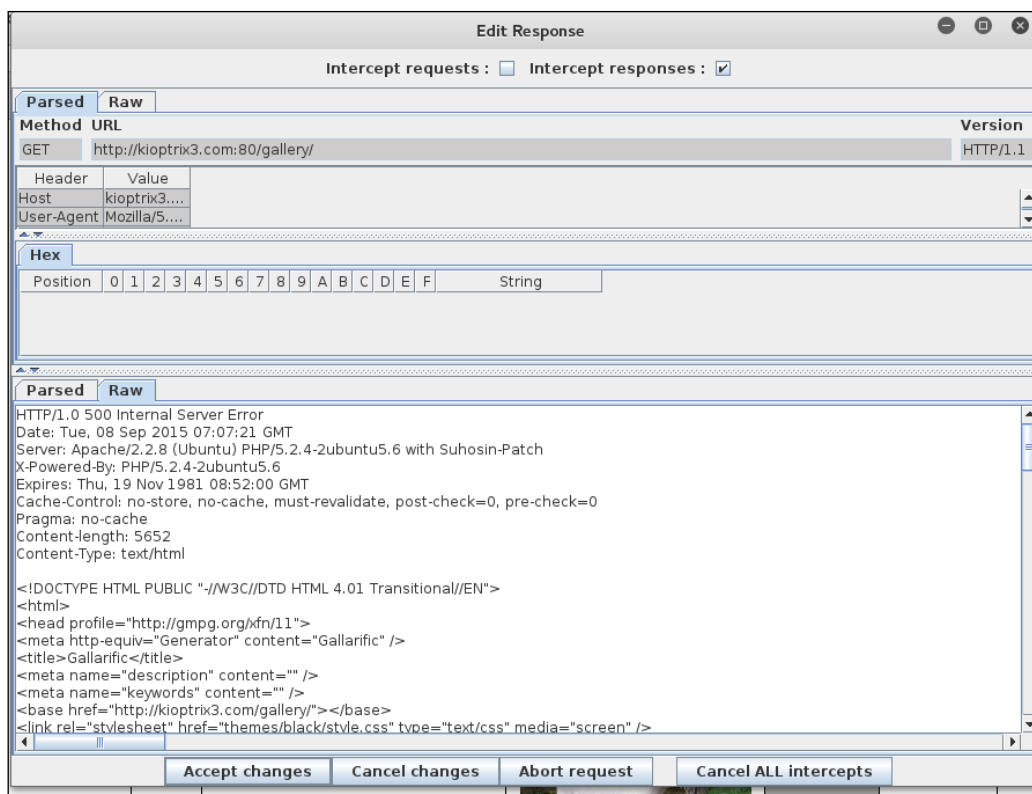 Edit Response
Intercept requests : Intercept responses :
Parsed Raw
Method URL Version
GET http://kioptrix3.com:80/gallery/ HTTP/1.1
Header Value
Host kioptrix3....
User-Agent Mozilla/5....
Hex
Position 0 1 2 3 4 5 6 7 8 9 A B C D E F String
Parsed Raw
HTTP/1.0 500 Internal Server Error
Date: Tue, 08 Sep 2015 07:07:21 GMT
Server: Apache/2.2.8 (Ubuntu) PHP/5.2.4-2ubuntu5.6 with Suhosin-Patch
X-Powered-By: PHP/5.2.4-2ubuntu5.6
Expires: Thu, 19 Nov 1981 08:52:00 GMT
Cache-Control: no-store, no-cache, must-revalidate, post-check=0, pre-check=0
Pragma: no-cache
Content-length: 5652
Content-Type: text/html
<!DOCTYPE HTML PUBLIC "-//W3C//DTD HTML 4.01 Transitional//EN">
<html>
<head profile="http://gmpg.org/xfn/11">
<meta http-equiv="Generator" content="Gallarific" />
<title>Gallarific</title>
<meta name="description" content="" />
<meta name="keywords" content="" />
<base href="http://kioptrix3.com/gallery/"></base>
<link rel="stylesheet" href="themes/black/style.css" type="text/css" media="screen" />
Accept changes Cancel changes Abort request Cancel ALL intercepts